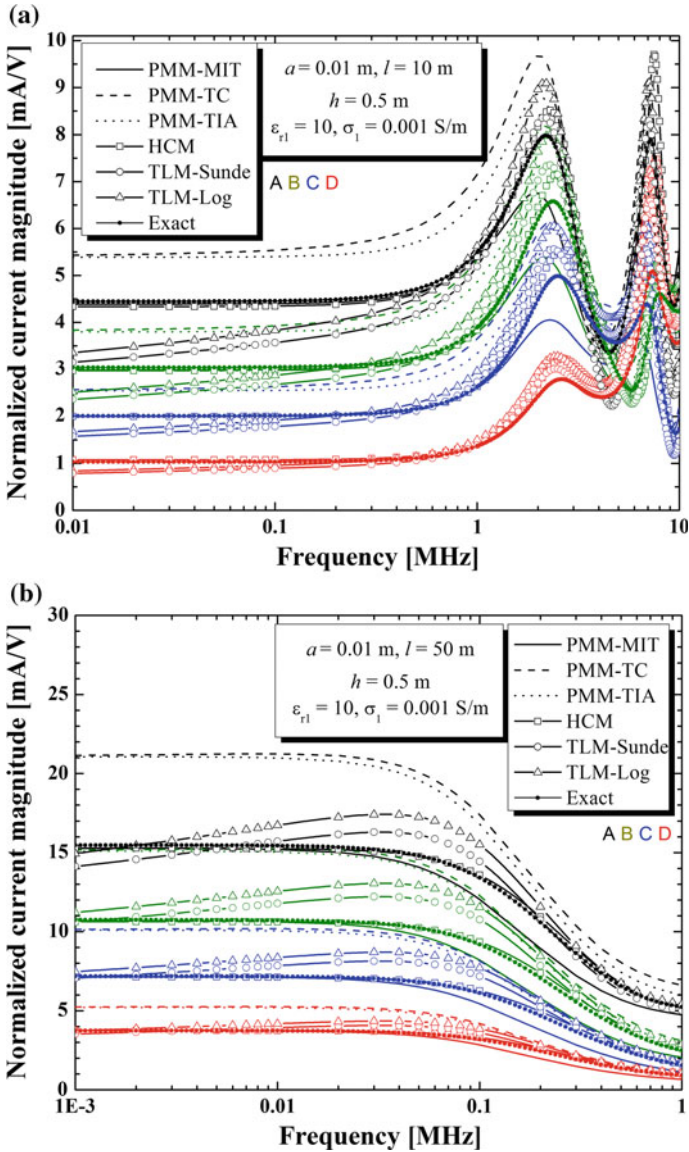 (a)
Normalized current magnitude [mA/V]
10
9
8
7
6
5
4
3
2
1
0
PMM-MIT
PMM-TC
PMM-TIA
HCM
TLM-Sunde
TLM-Log
Exact
a = 0.01 m, l = 10 m
h = 0.5 m
εr1 = 10, σ1 = 0.001 S/m
A B C D
0.01
0.1
1
10
Frequency [MHz]
(b)
Normalized current magnitude [mA/V]
30
25
20
15
10
5
0
a = 0.01 m, l = 50 m
h = 0.5 m
εr1 = 10, σ1 = 0.001 S/m
PMM-MIT
PMM-TC
PMM-TIA
HCM
TLM-Sunde
TLM-Log
Exact
A B C D
1E-3
0.01
0.1
1
Frequency [MHz]